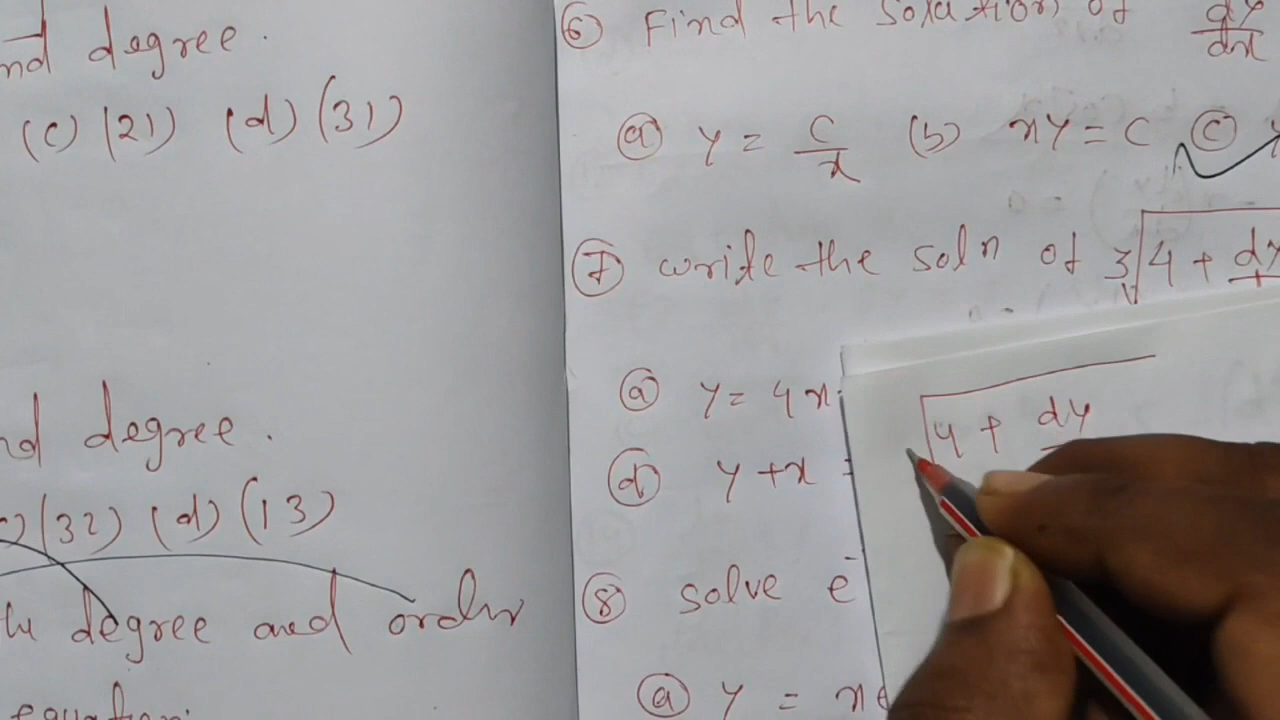 nd degree.
(c) (21) (d) (31)
nd degree.
(32) (d) (13)
the degree and order
equation.
⑥ Find the solution of dy/dx
ⓐ y = c/x (b) xy = c ⓒ
⑦ write the soln of ∛4 + dy
ⓐ y = 4x
ⓓ y + x =
⑧ solve e⁻
ⓐ y = x
√4 + dy